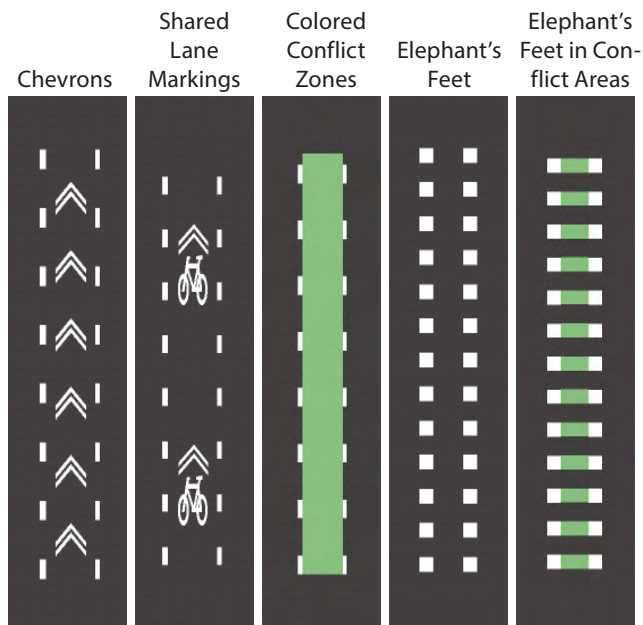 Chevrons
Shared
Lane
Markings
Colored
Conflict
Zones
Elephant’s
Feet
Elephant’s
Feet in Con-
flict Areas